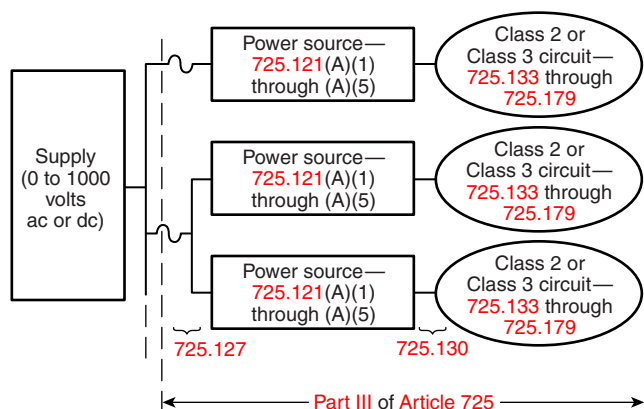 Supply
(0 to 1000
volts
ac or dc)
Power source—
725.121(A)(1)
through (A)(5)
Class 2 or
Class 3 circuit—
725.133 through
725.179
Power source—
725.121(A)(1)
through (A)(5)
Class 2 or
Class 3 circuit—
725.133 through
725.179
Power source—
725.121(A)(1)
through (A)(5)
Class 2 or
Class 3 circuit—
725.133 through
725.179
725.127
725.130
Part III of Article 725